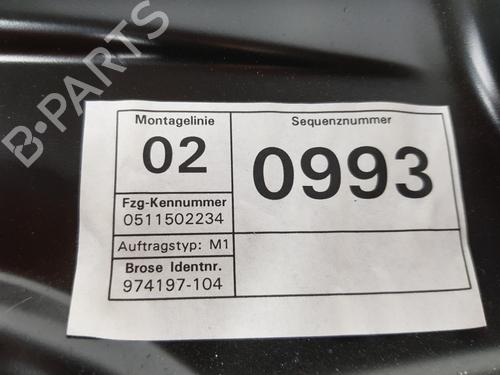 B-PARTS
Montagelinie
02
Sequenznummer
0993
Fzg-Kennummer
0511502234
Auftragstyp: M1
Brose Identnr.
974197-104